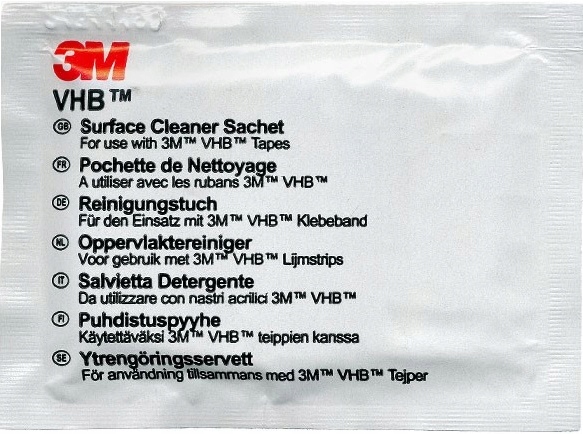 3M
VHB™
GB Surface Cleaner Sachet
For use with 3M™ VHB™ Tapes
FR Pochette de Nettoyage
A utiliser avec les rubans 3M™ VHB™
DE Reinigungstuch
Für den Einsatz mit 3M™ VHB™ Klebeband
NL Oppervlaktereiniger
Voor gebruik met 3M™ VHB™ Lijmstrips
IT Salvietta Detergente
Da utilizzare con nastri acrilici 3M™ VHB™
FI Puhdistuspyyhe
Käytettäväksi 3M™ VHB™ teippien kanssa
SE Ytrengöringsservett
För användning tillsammans med 3M™ VHB™ Tejper